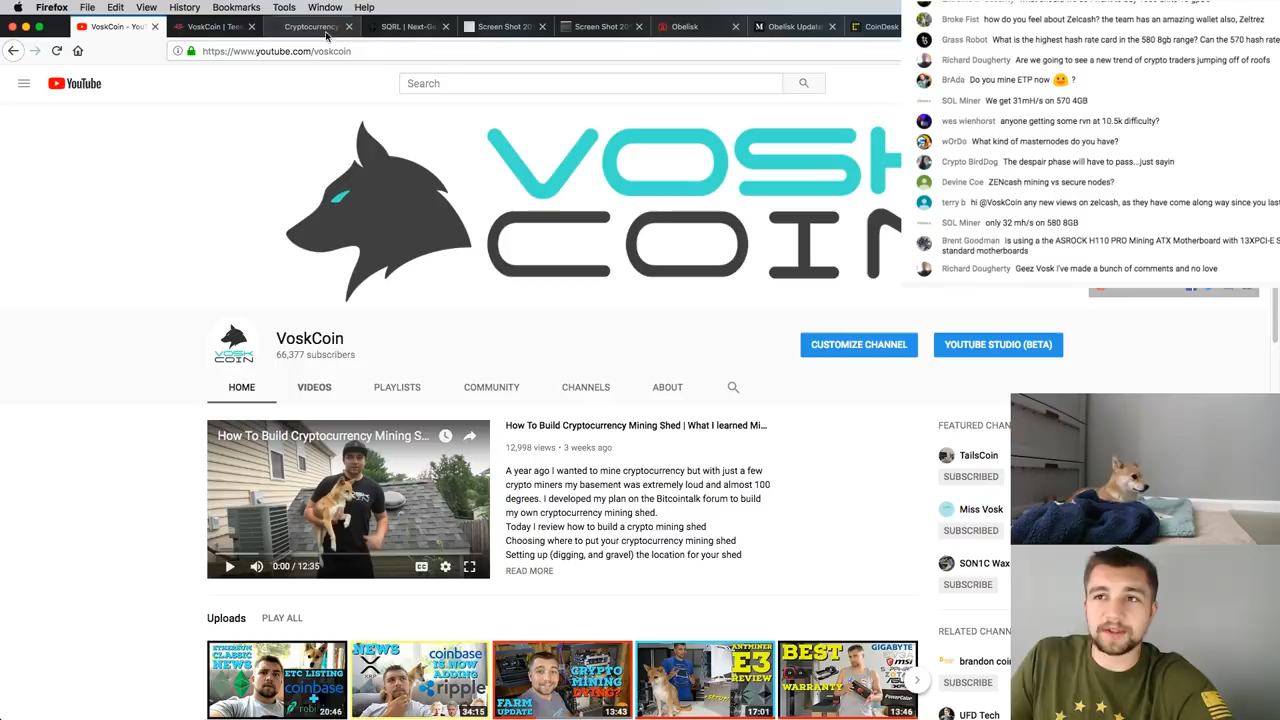 Firefox File Edit View History Bookmarks Tools Window Help
VoskCoin - You VoskCoin | Tee Cryptocurrency SQRL | Next-Ge Screen Shot 20 Screen Shot 20 Obelisk Obelisk Update CoinDesk
https://www.youtube.com/voskcoin
YouTube
Search
Broke Fist how do you feel about Zelcash? the team has an amazing wallet also, Zeltrez
Grass Robot What is the highest hash rate card in the 580 8gb range? Can the 570 hash rate
Richard Dougherty Are we going to see a new trend of crypto traders jumping off of roofs
BrAda Do you mine ETP now ?
SOL Miner We get 31mH/s on 570 4GB
wes wienhorst anyone getting some rvn at 10.5k difficulty?
wOrDo What kind of masternodes do you have?
Crypto BirdDog The despair phase will have to pass...just sayin
Devine Coe ZENcash mining vs secure nodes?
terry b hi @VoskCoin any new views on zelcash, as they have come along way since you last
SOL Miner only 32 mh/s on 580 8GB
Brent Goodman is using a the ASROCK H110 PRO Mining ATX Motherboard with 13XPCI-E S
standard motherboards
Richard Dougherty Geez Vosk I've made a bunch of comments and no love
VOSK
COIN
VOSK
COIN
VoskCoin
66,377 subscribers
CUSTOMIZE CHANNEL
YOUTUBE STUDIO (BETA)
HOME VIDEOS PLAYLISTS COMMUNITY CHANNELS ABOUT
How To Build Cryptocurrency Mining S...
0:00 / 12:35
How To Build Cryptocurrency Mining Shed | What I learned Mi...
12,998 views • 3 weeks ago
A year ago I wanted to mine cryptocurrency but with just a few
crypto miners my basement was extremely loud and almost 100
degrees. I developed my plan on the Bitcointalk forum to build
my own cryptocurrency mining shed.
Today I review how to build a crypto mining shed
Choosing where to put your cryptocurrency mining shed
Setting up (digging, and gravel) the location for your shed
READ MORE
FEATURED CHAN
TailsCoin
SUBSCRIBED
Miss Vosk
SUBSCRIBED
SON1C Wax
SUBSCRIBE
RELATED CHANN
brandon coi
SUBSCRIBE
UFD Tech
Uploads PLAY ALL
ETHEREUM
CLASSIC
NEWS
ETC LISTING
coinbase
20:46
NEWS
XRP
coinbase
IS NOW
ADDING
ripple
34:15
CRYPTO
MINING
DYING?
FARM
UPDATE
13:43
ANTMINER
E3
REVIEW
17:01
BEST
WARRANTY
GIGABYTE
msi
13:46